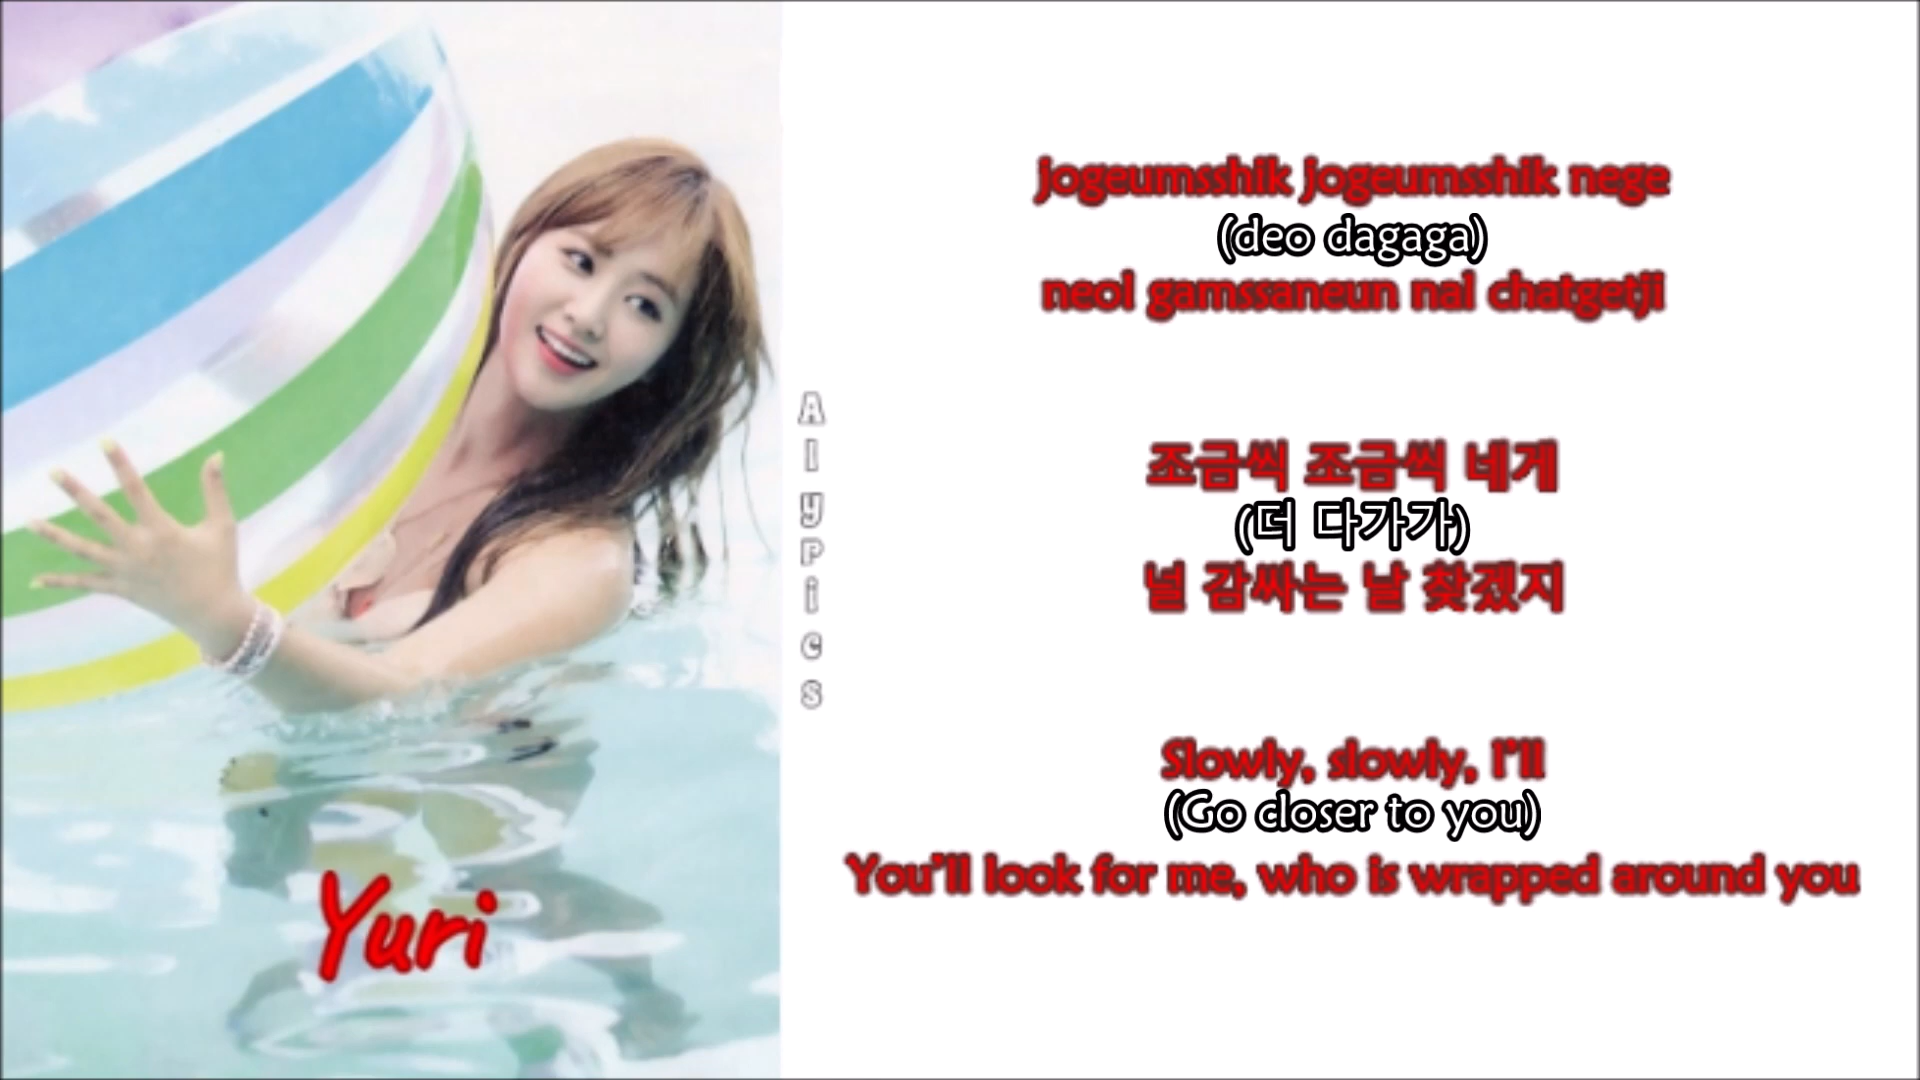 Yuri
AlyPics
jogeumsshik jogeumsshik nege
(deo dagaga)
neol gamssaneun nal chatgetji
조금씩 조금씩 네게
(더 다가가)
널 감싸는 날 찾겠지
Slowly, slowly, I'll
(Go closer to you)
You'll look for me, who is wrapped around you